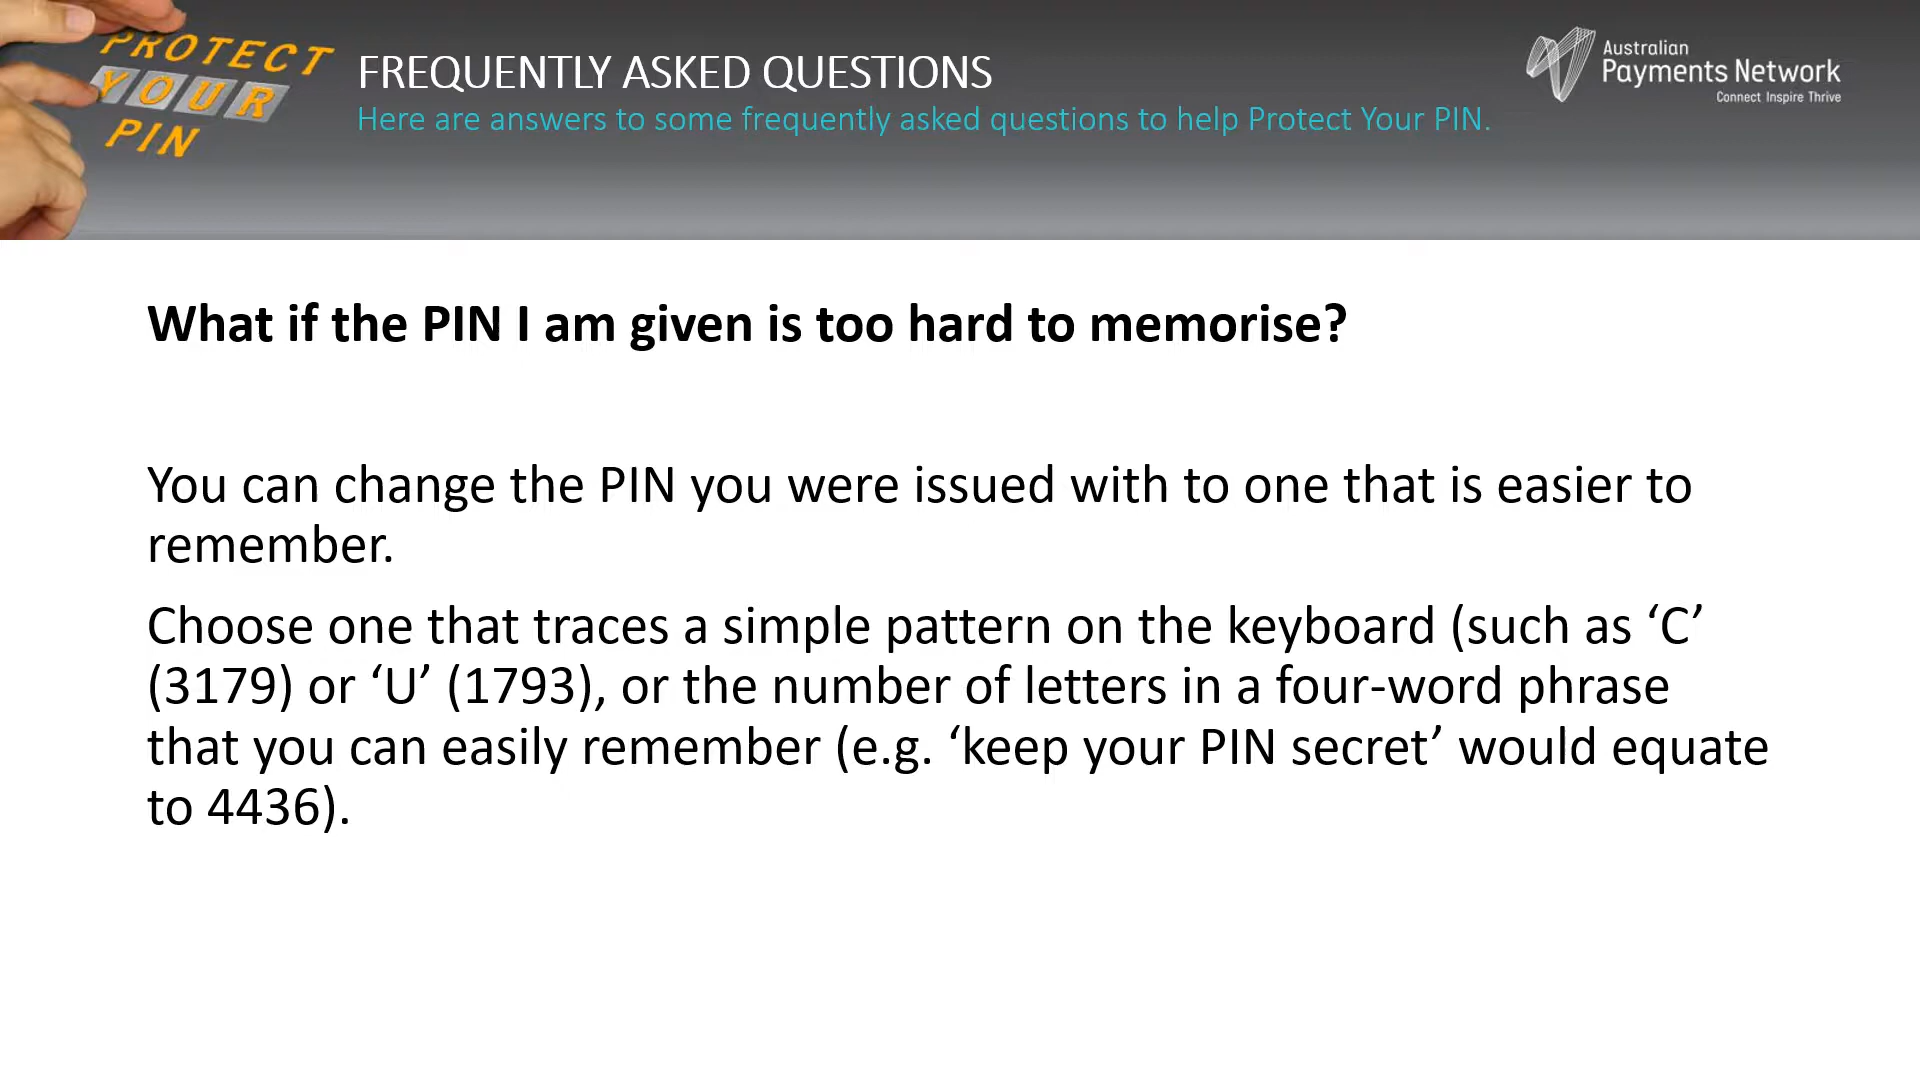 PROTECT
YOUR
PIN
FREQUENTLY ASKED QUESTIONS
Here are answers to some frequently asked questions to help Protect Your PIN.
Australian
Payments Network
Connect Inspire Thrive
What if the PIN I am given is too hard to memorise?
You can change the PIN you were issued with to one that is easier to
remember.
Choose one that traces a simple pattern on the keyboard (such as ‘C’
(3179) or ‘U’ (1793), or the number of letters in a four-word phrase
that you can easily remember (e.g. ‘keep your PIN secret’ would equate
to 4436).